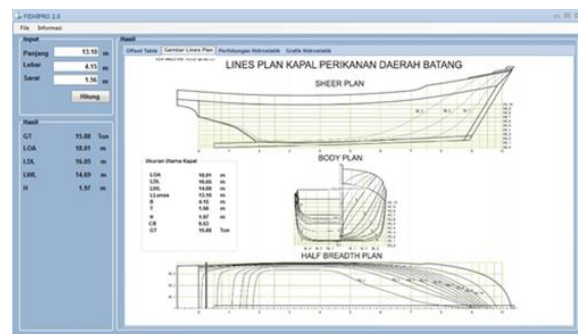 FISHIPRO 2.0
File Informasi
Input
Panjang 13.10 m
Lebar 4.15 m
Sarat 1.56 m
Hitung
Hasil
GT 15.88 Ton
LOA 18.01 m
LDL 16.05 m
LWL 14.69 m
H 1.97 m
Hasil
Offset Table Gambar Lines Plan Perhitungan Hidrostatik Grafik Hidrostatik
LINES PLAN KAPAL PERIKANAN DAERAH BATANG
SHEER PLAN
BODY PLAN
Ukuran Utama Kapal
LOA 18.01 m
LDL 16.05 m
LWL 14.69 m
LLunas 13.10 m
B 4.15 m
T 1.56 m
H 1.97 m
CB
GT 15.88 Ton
HALF BREADTH PLAN